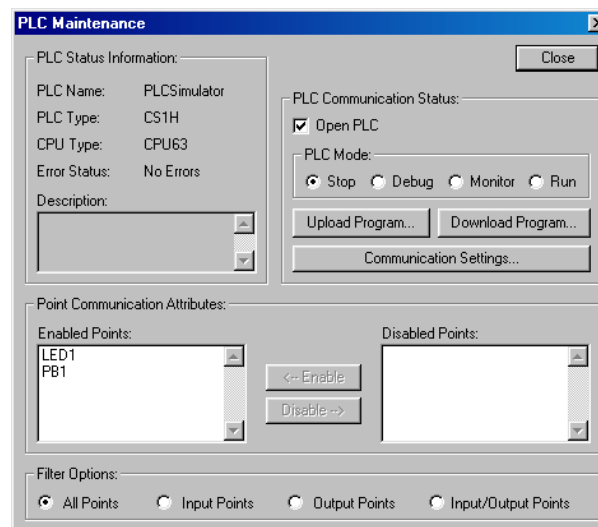 PLC Maintenance
PLC Status Information:
Close
PLC Name: PLCSimulator
PLC Type: CS1H
CPU Type: CPU63
Error Status: No Errors
Description:
PLC Communication Status:
Open PLC
PLC Mode:
Stop Debug Monitor Run
Upload Program... Download Program...
Communication Settings...
Point Communication Attributes:
Enabled Points:
LED1
PB1
<-- Enable
Disable -->
Disabled Points:
Filter Options:
All Points Input Points Output Points Input/Output Points